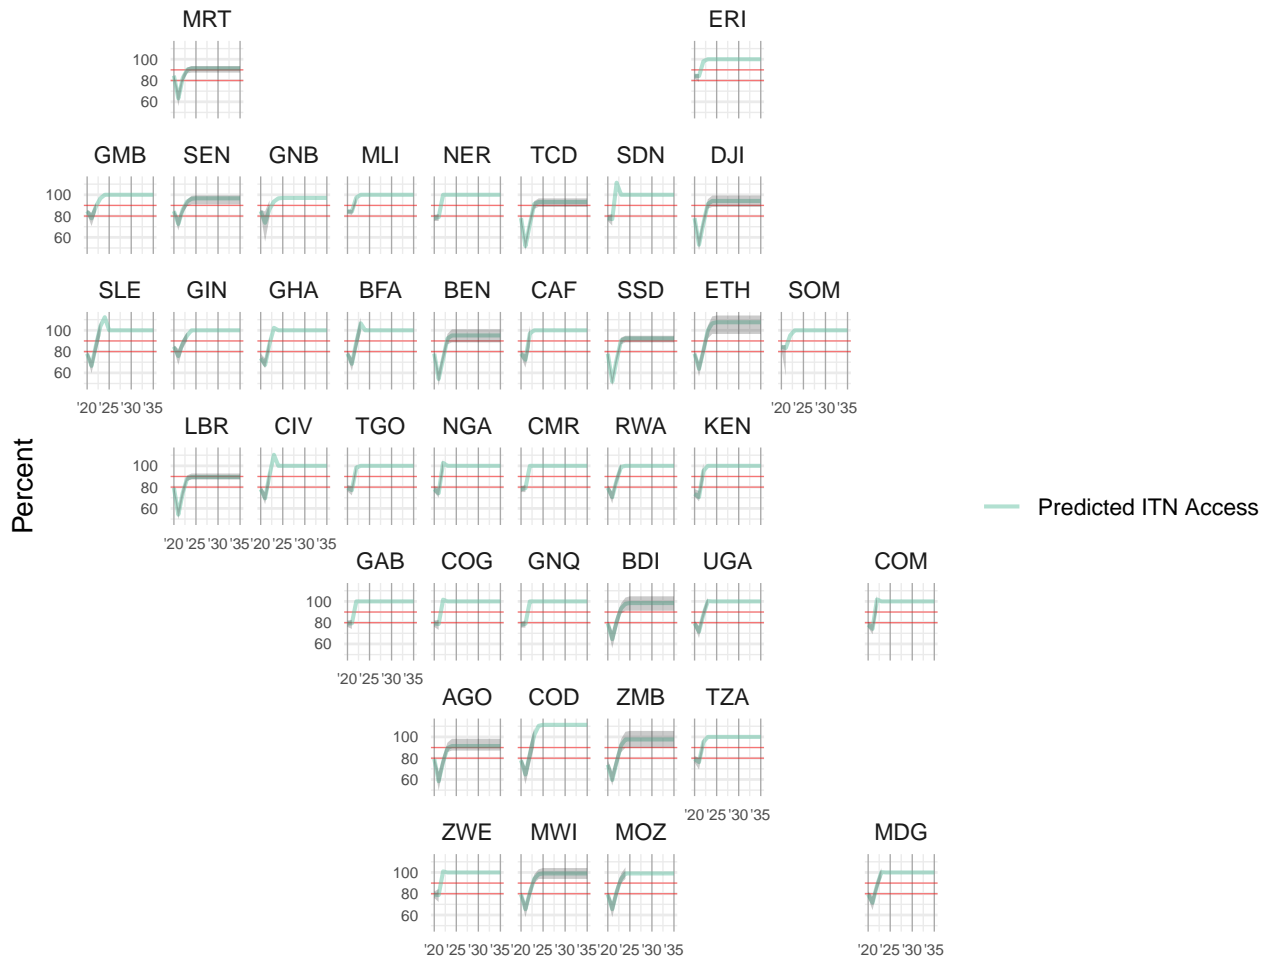 MRT ERI
100
80
60
GMB SEN GNB MLI NER TCD SDN DJI
100
80
60
SLE GIN GHA BFA BEN CAF SSD ETH SOM
100
80
60
'20 '25 '30 '35 '20 '25 '30 '35
LBR CIV TGO NGA CMR RWA KEN
100
80
60
'20 '25 '30 '35 '20 '25 '30 '35
GAB COG GNQ BDI UGA COM
100
80
60
'20 '25 '30 '35
AGO COD ZMB TZA
100
80
60
'20 '25 '30 '35
ZWE MWI MOZ MDG
100
80
60
'20 '25 '30 '35 '20 '25 '30 '35 '20 '25 '30 '35 '20 '25 '30 '35
Percent
Predicted ITN Access